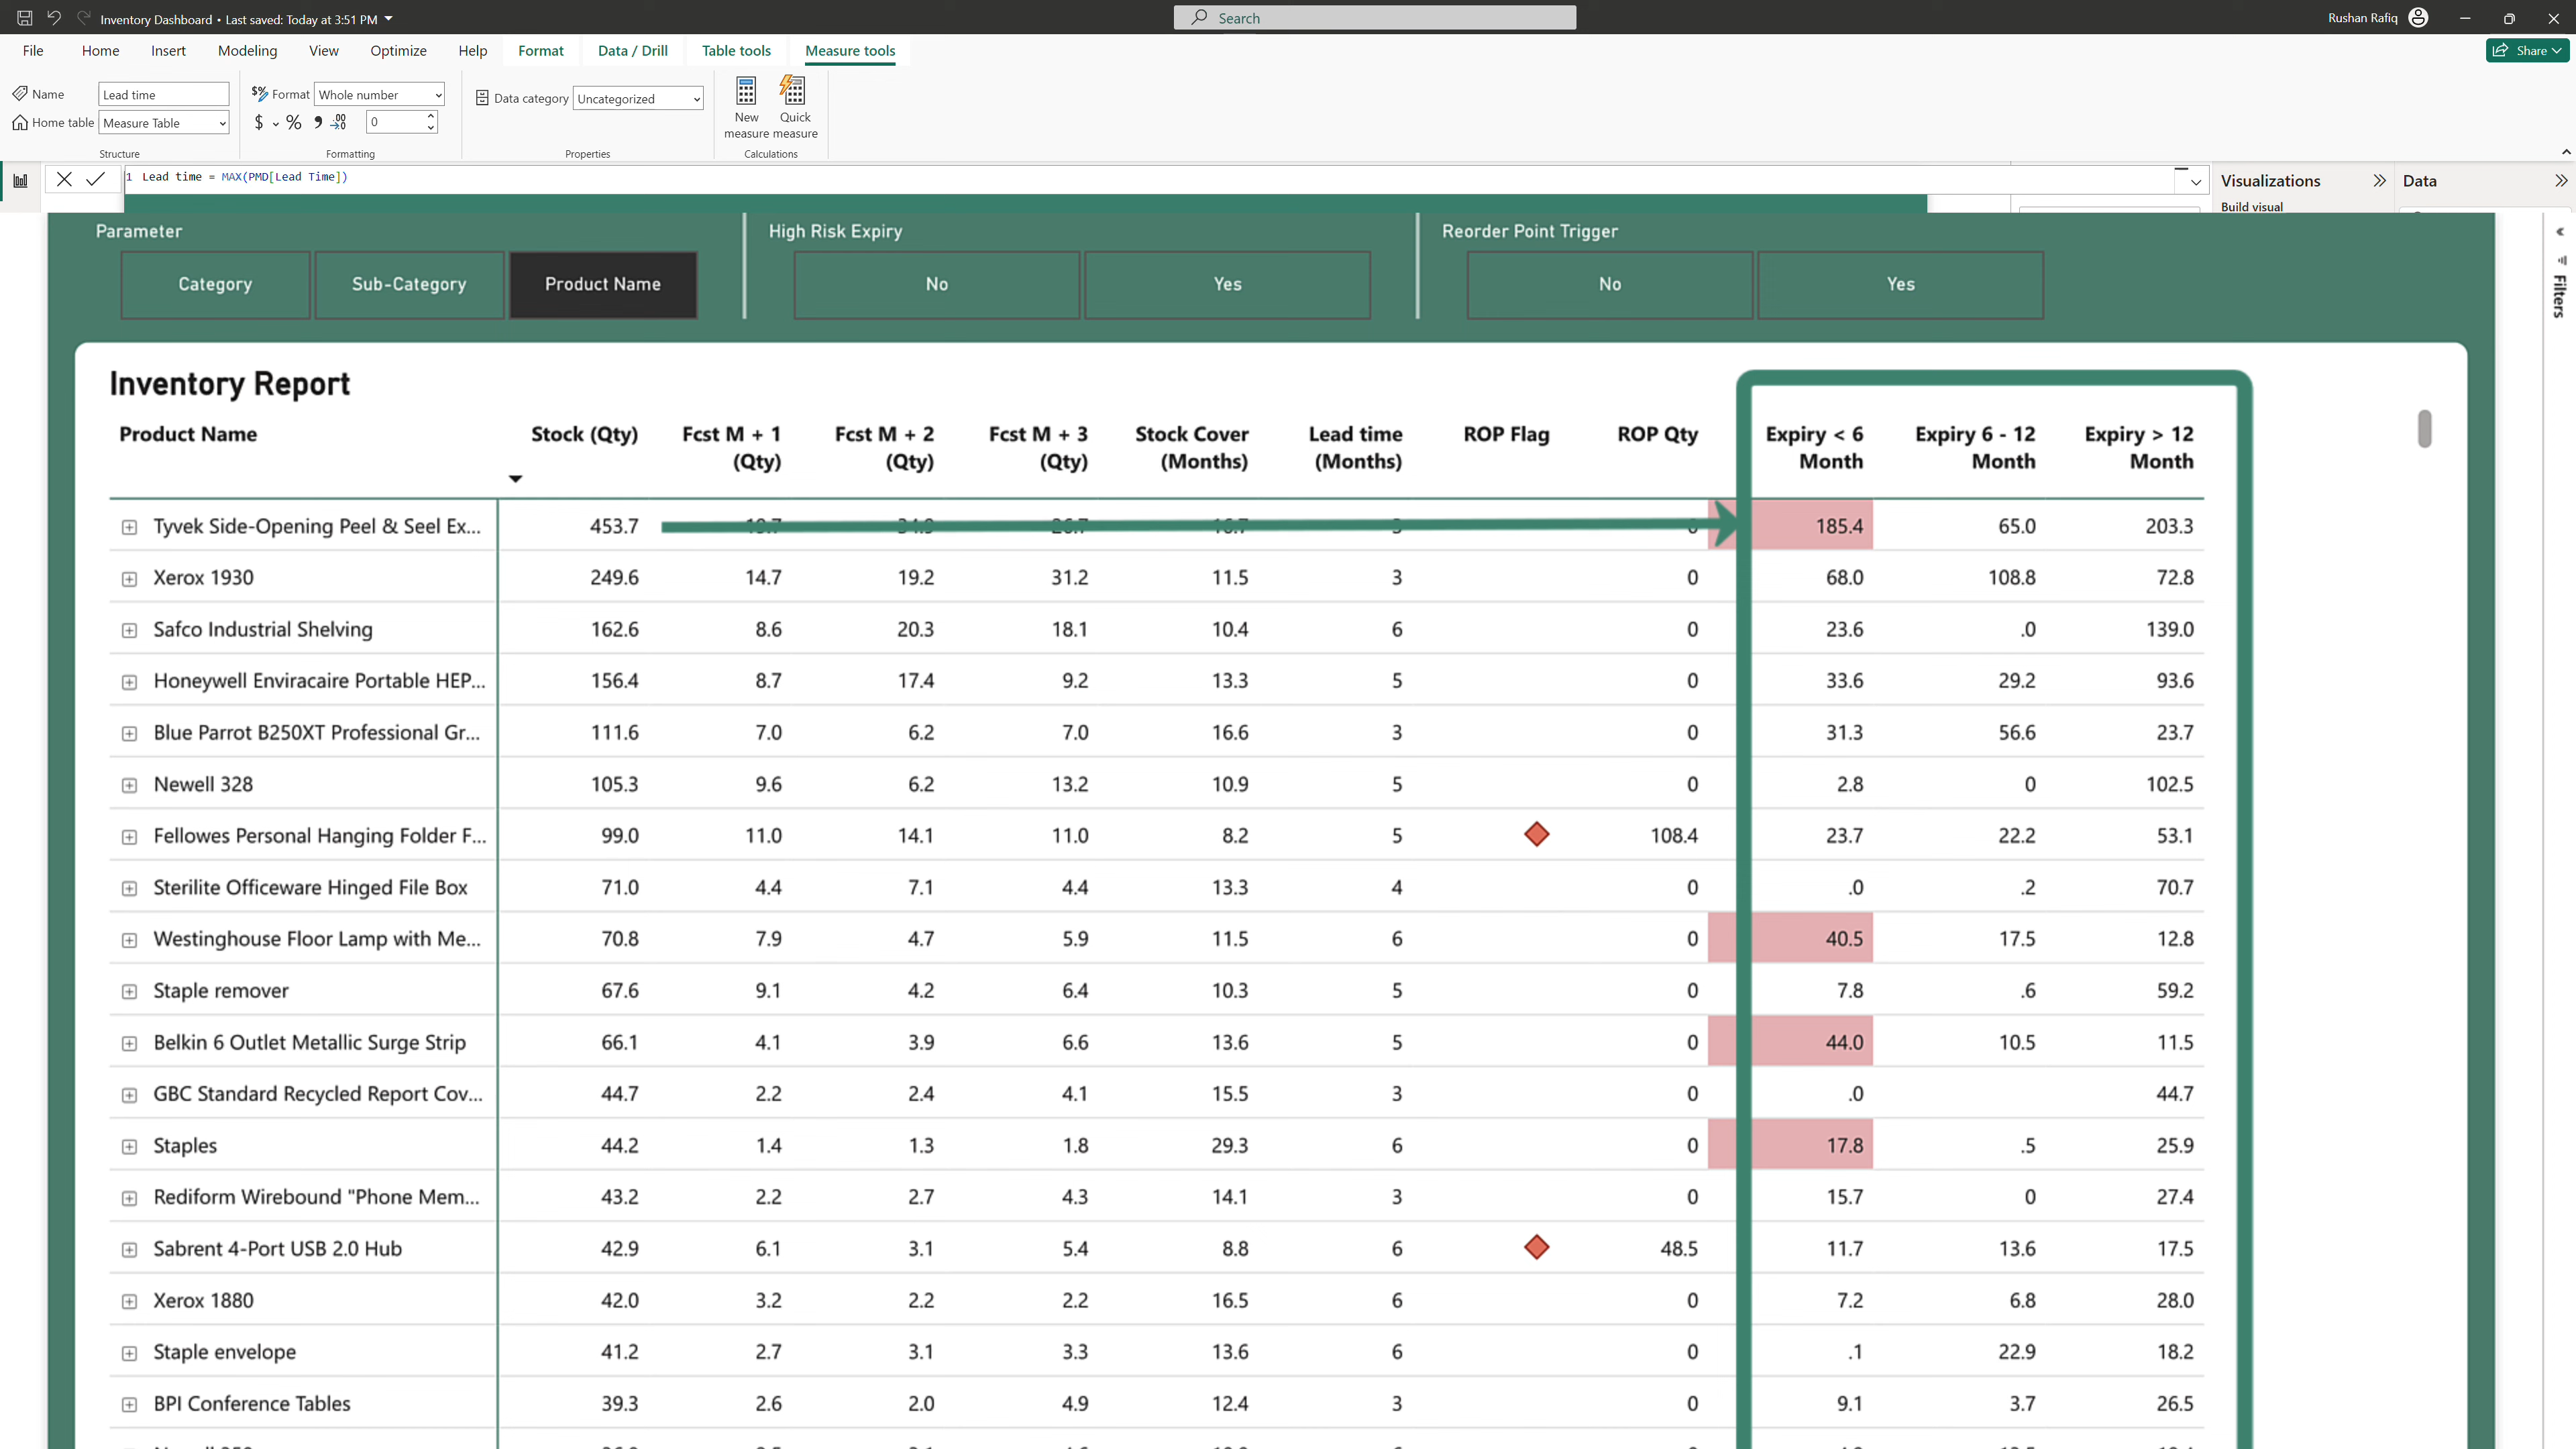 Inventory Dashboard • Last saved: Today at 3:51 PM
Search
Rushan Rafiq
File Home Insert Modeling View Optimize Help Format Data / Drill Table tools Measure tools
Share
Name Lead time
Home table Measure Table
Structure
$% Format Whole number
$ % 9 .00 0
Formatting
Data category Uncategorized
Properties
New measure
Quick measure
Calculations
1 Lead time = MAX(PMD[Lead Time])
Visualizations
Data
Build visual
Filters
Parameter
Category Sub-Category Product Name
High Risk Expiry
No Yes
Reorder Point Trigger
No Yes
Inventory Report
Product Name Stock (Qty) Fcst M + 1 (Qty) Fcst M + 2 (Qty) Fcst M + 3 (Qty) Stock Cover (Months) Lead time (Months) ROP Flag ROP Qty Expiry < 6 Month Expiry 6 - 12 Month Expiry > 12 Month
Tyvek Side-Opening Peel & Seel Ex... 453.7 185.4 65.0 203.3
Xerox 1930 249.6 14.7 19.2 31.2 11.5 3 0 68.0 108.8 72.8
Safco Industrial Shelving 162.6 8.6 20.3 18.1 10.4 6 0 23.6 .0 139.0
Honeywell Enviracaire Portable HEP... 156.4 8.7 17.4 9.2 13.3 5 0 33.6 29.2 93.6
Blue Parrot B250XT Professional Gr... 111.6 7.0 6.2 7.0 16.6 3 0 31.3 56.6 23.7
Newell 328 105.3 9.6 6.2 13.2 10.9 5 0 2.8 0 102.5
Fellowes Personal Hanging Folder F... 99.0 11.0 14.1 11.0 8.2 5 108.4 23.7 22.2 53.1
Sterilite Officeware Hinged File Box 71.0 4.4 7.1 4.4 13.3 4 0 .0 .2 70.7
Westinghouse Floor Lamp with Me... 70.8 7.9 4.7 5.9 11.5 6 0 40.5 17.5 12.8
Staple remover 67.6 9.1 4.2 6.4 10.3 5 0 7.8 .6 59.2
Belkin 6 Outlet Metallic Surge Strip 66.1 4.1 3.9 6.6 13.6 5 0 44.0 10.5 11.5
GBC Standard Recycled Report Cov... 44.7 2.2 2.4 4.1 15.5 3 0 .0 44.7
Staples 44.2 1.4 1.3 1.8 29.3 6 0 17.8 .5 25.9
Rediform Wirebound "Phone Mem... 43.2 2.2 2.7 4.3 14.1 3 0 15.7 0 27.4
Sabrent 4-Port USB 2.0 Hub 42.9 6.1 3.1 5.4 8.8 6 48.5 11.7 13.6 17.5
Xerox 1880 42.0 3.2 2.2 2.2 16.5 6 0 7.2 6.8 28.0
Staple envelope 41.2 2.7 3.1 3.3 13.6 6 0 .1 22.9 18.2
BPI Conference Tables 39.3 2.6 2.0 4.9 12.4 3 0 9.1 3.7 26.5